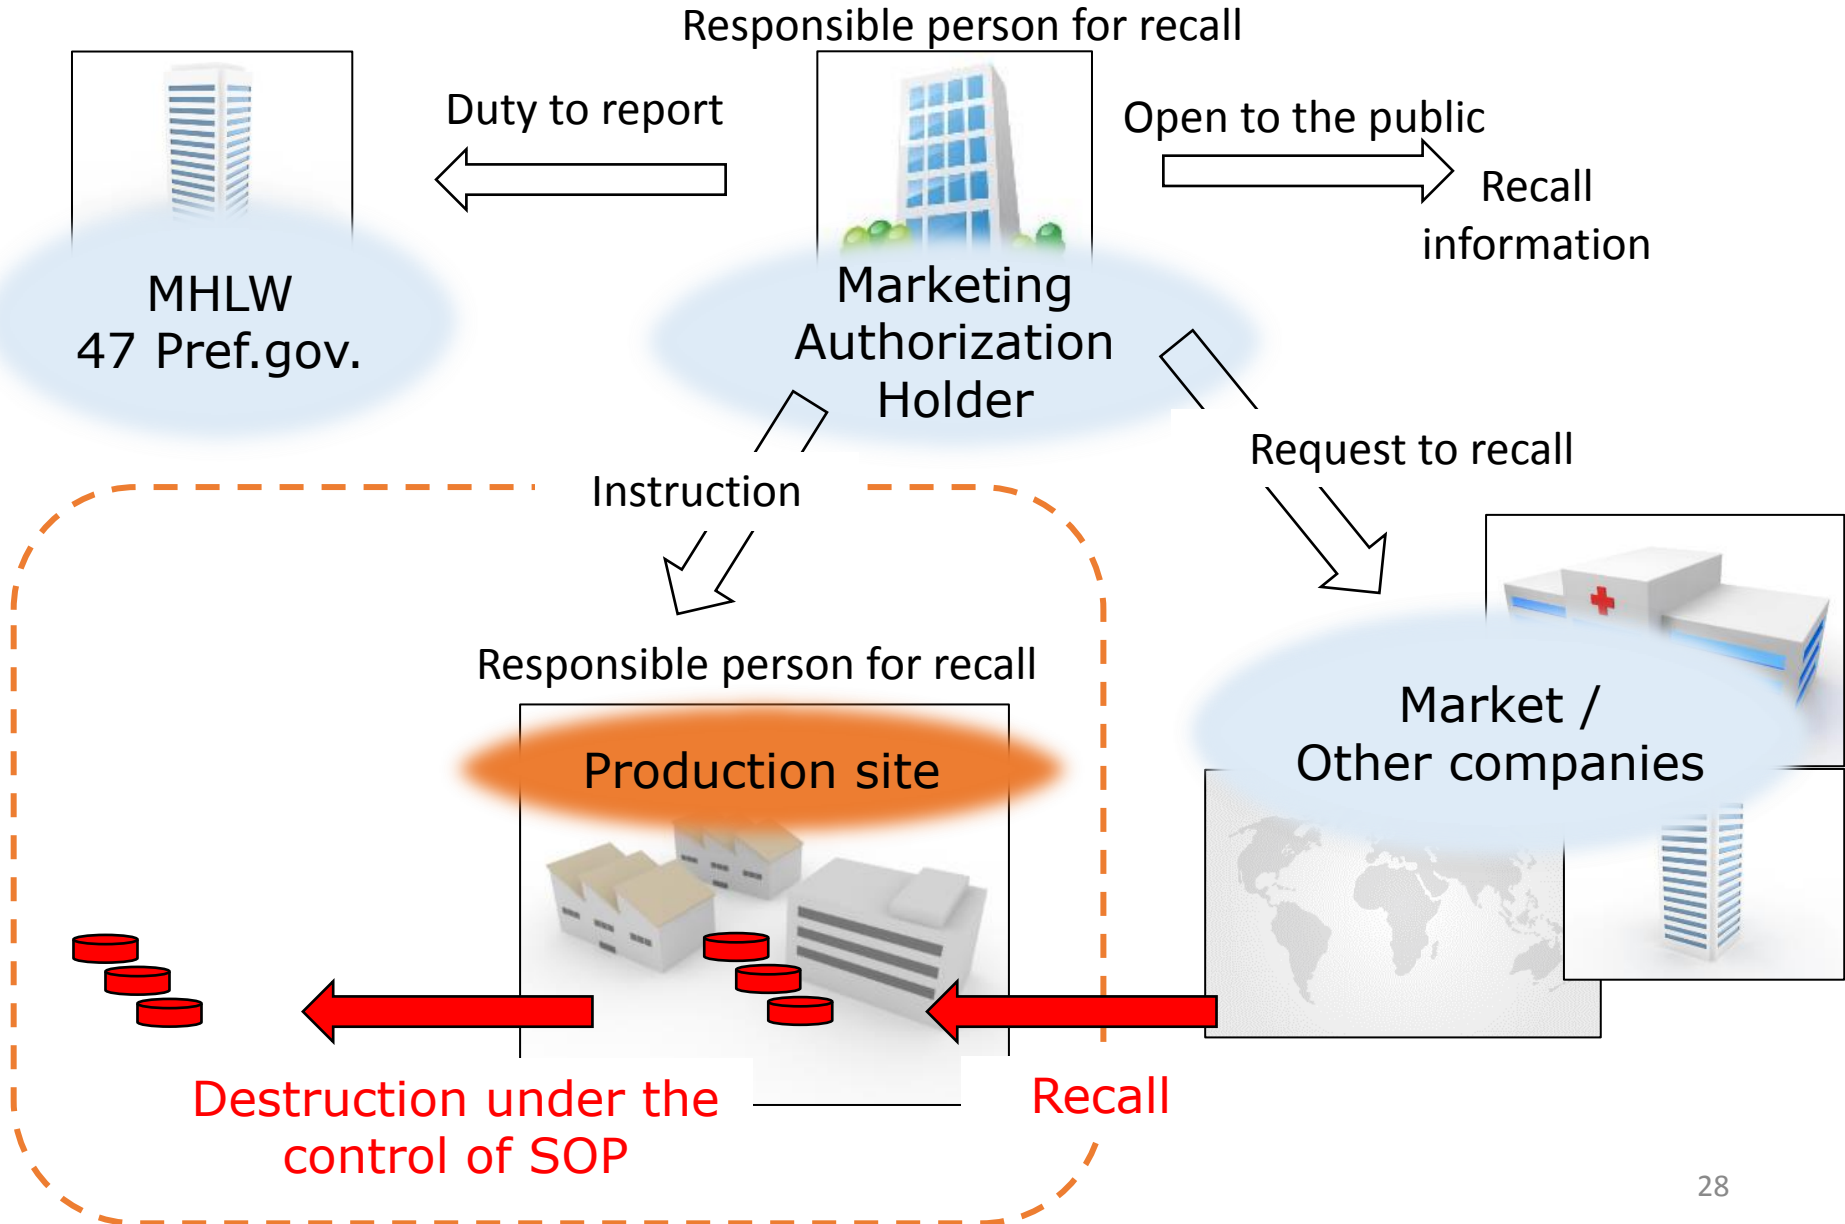 Responsible person for recall
Duty to report
Open to the public
Recall
information
MHLW
47 Pref.gov.
Marketing
Authorization
Holder
Request to recall
Instruction
Responsible person for recall
Production site
Market /
Other companies
Destruction under the
control of SOP
Recall
28